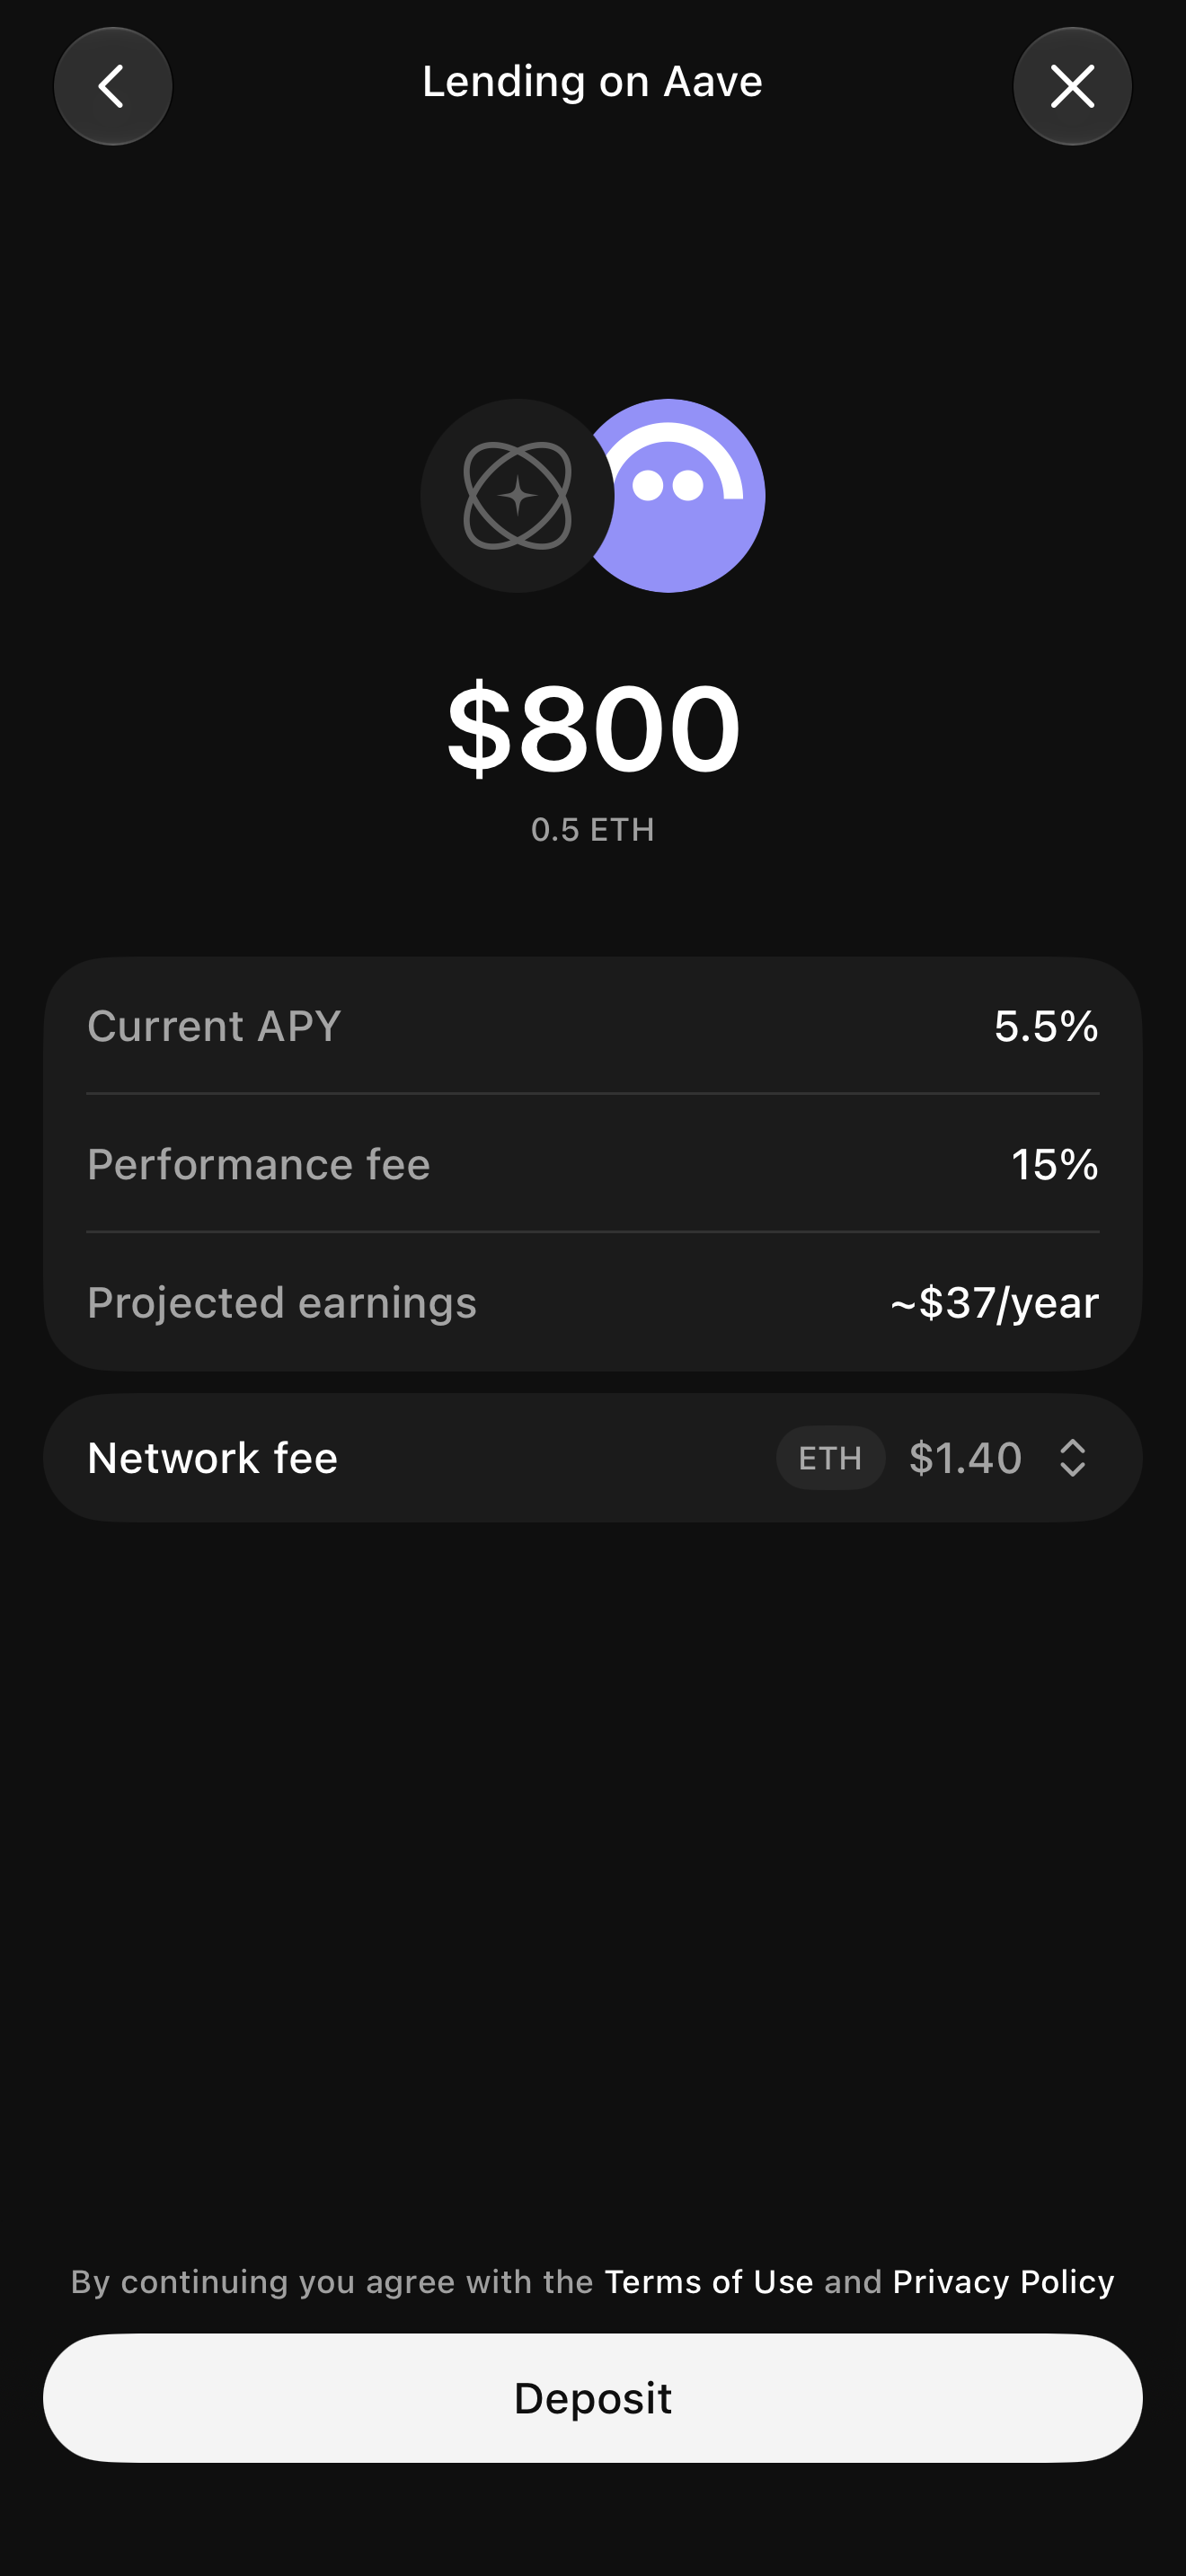 Lending on Aave
$800
0.5 ETH
Current APY 5.5%
Performance fee 15%
Projected earnings ~$37/year
Network fee ETH $1.40
By continuing you agree with the Terms of Use and Privacy Policy
Deposit